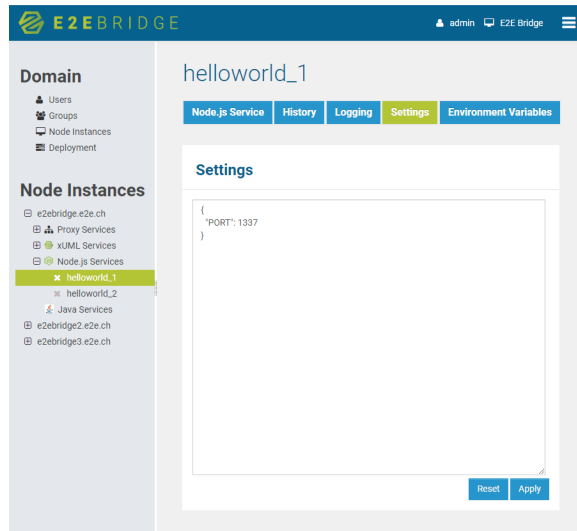 E2EBRIDGE
admin E2E Bridge
Domain
Users
Groups
Node Instances
Deployment
Node Instances
e2ebridge.e2e.ch
Proxy Services
xUML Services
Node.js Services
helloworld_1
helloworld_2
Java Services
e2ebridge2.e2e.ch
e2ebridge3.e2e.ch
helloworld_1
Node.js Service History Logging Settings Environment Variables
Settings
{
"PORT": 1337
}
Reset Apply